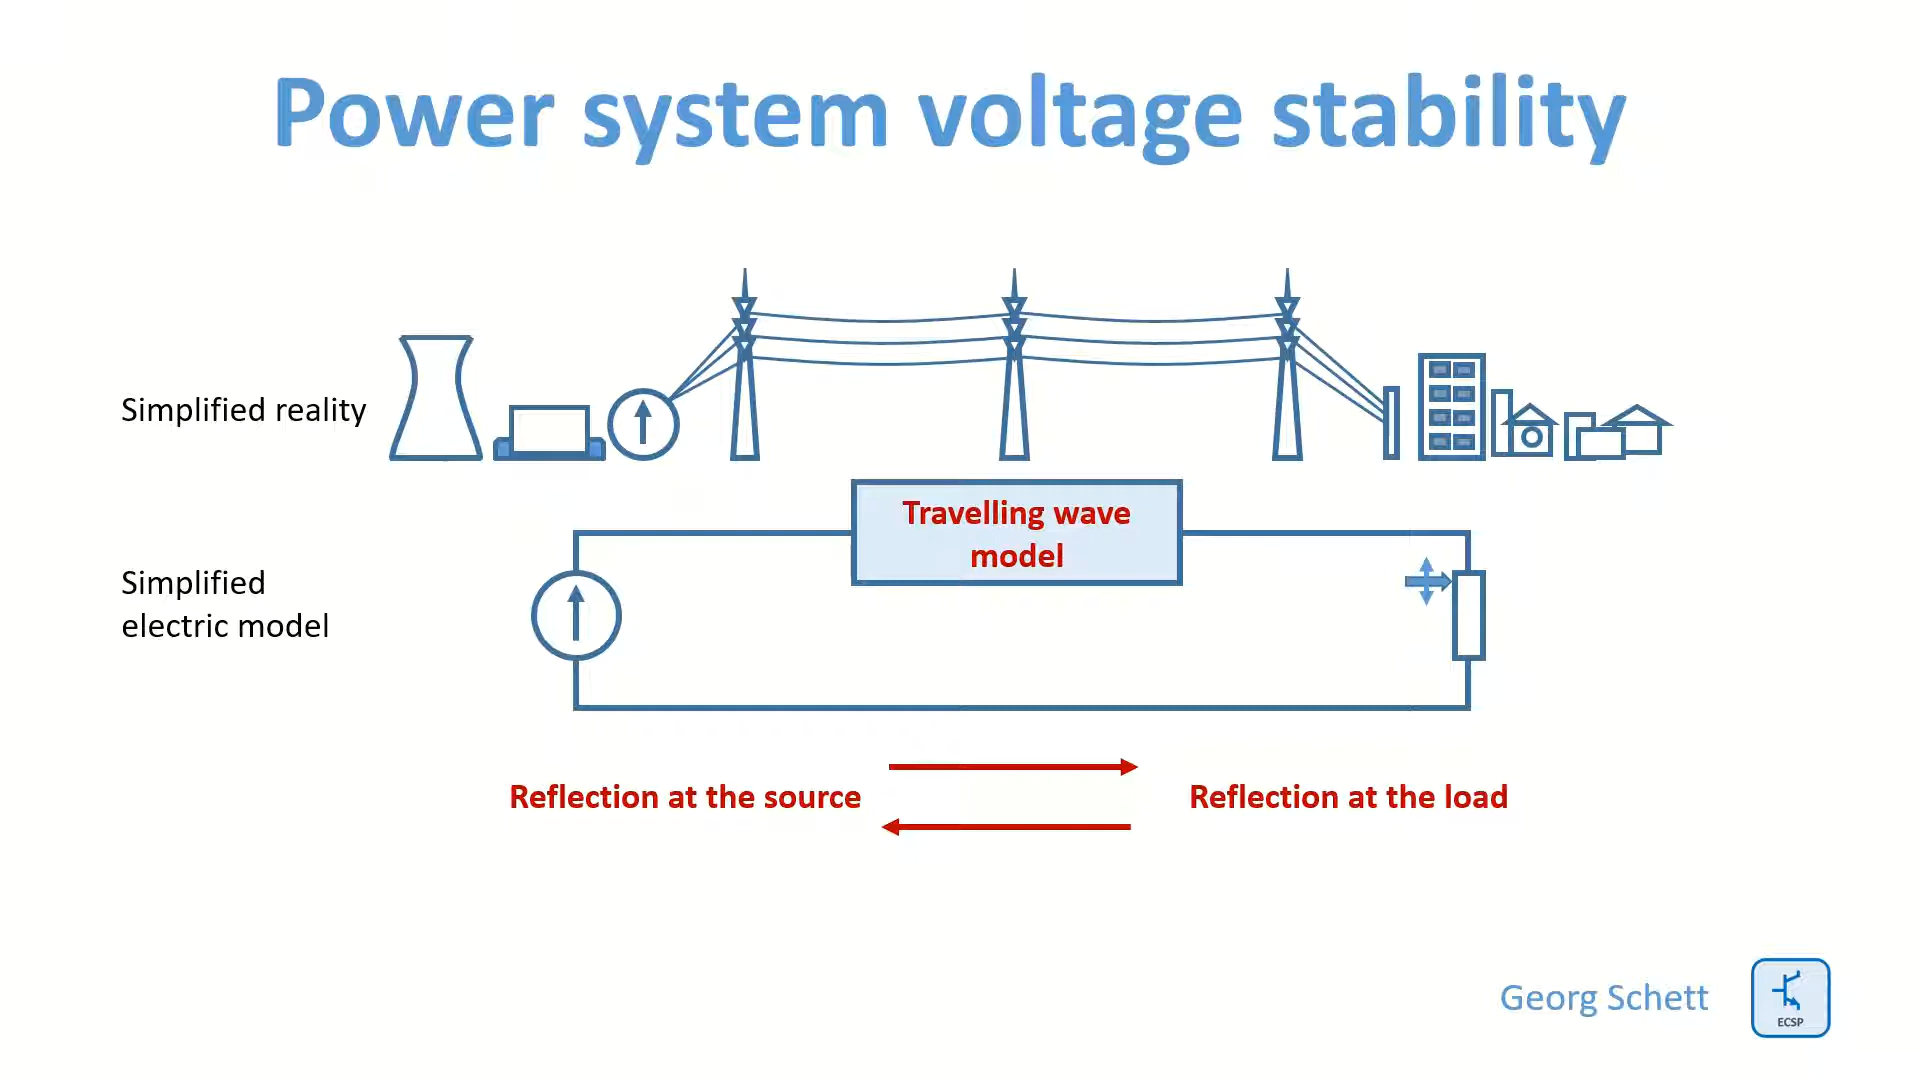 Power system voltage stability
Simplified reality
Travelling wave
model
Simplified
electric model
Reflection at the source
Reflection at the load
Georg Schett
ECSP